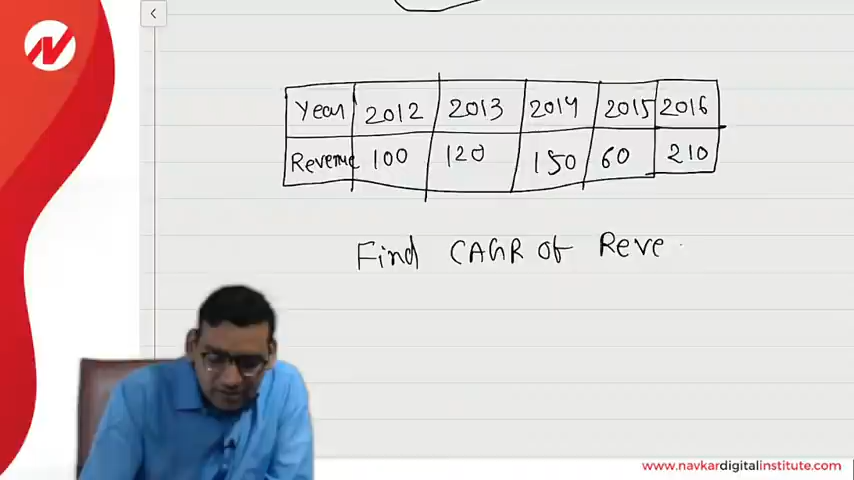 Year 2012 2013 2014 2015 2016
Revenue 100 120 150 60 210
Find CAGR of Reve
www.navkardigitalinstitute.com